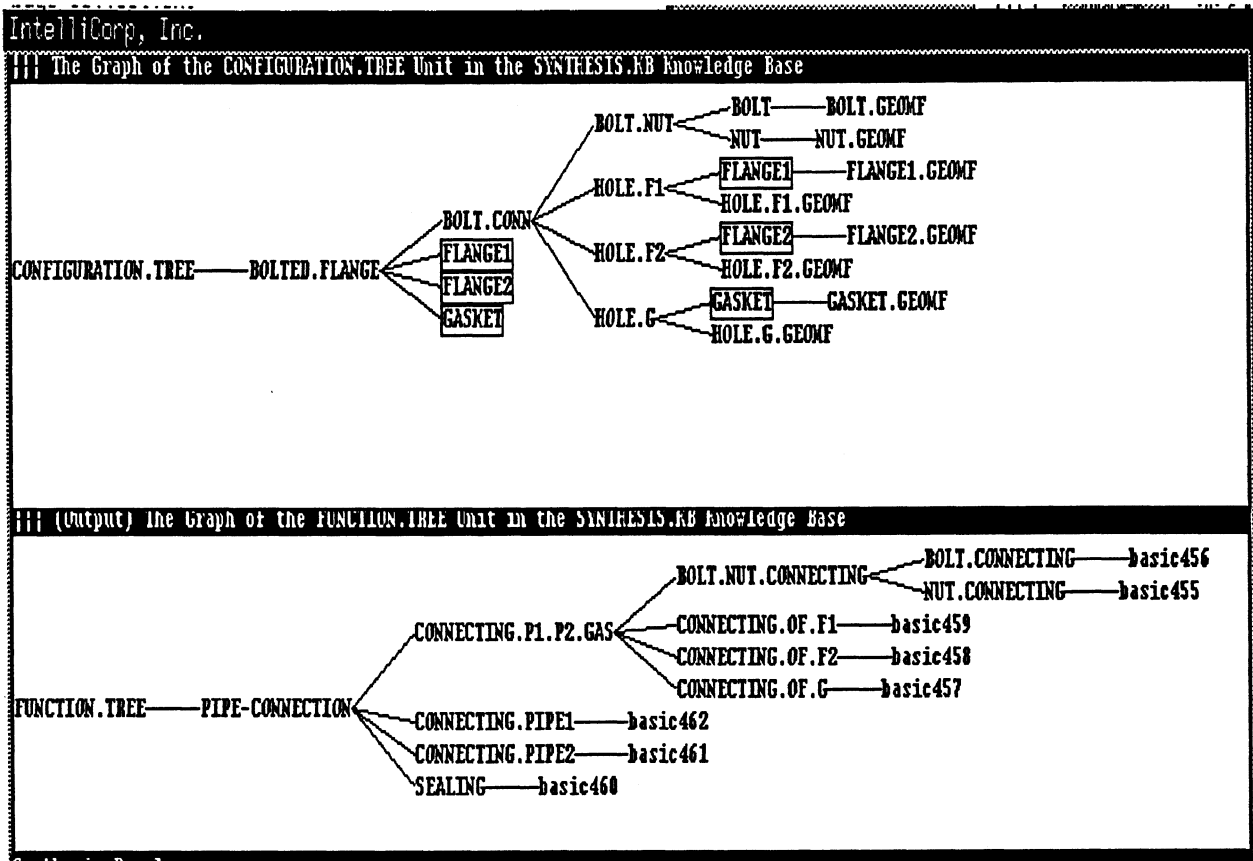 IntelliCorp, Inc.
||| The Graph of the CONFIGURATION.TREE Unit in the SYNTHESIS.KB Knowledge Base
BOLT BOLT.GEOMF
BOLT.NUT
NUT NUT.GEOMF
FLANGE1 FLANGE1.GEOMF
HOLE.F1
HOLE.F1.GEOMF
BOLT.CONN
FLANGE2 FLANGE2.GEOMF
FLANGE1
HOLE.F2
HOLE.F2.GEOMF
CONFIGURATION.TREE BOLTED.FLANGE
FLANGE2
GASKET GASKET.GEOMF
GASKET
HOLE.G
HOLE.G.GEOMF
||| (Output) The Graph of the FUNCTION.TREE Unit in the SYNTHESIS.KB Knowledge Base
BOLT.CONNECTING basic456
BOLT.NUT.CONNECTING
NUT.CONNECTING basic455
CONNECTING.OF.F1 basic459
CONNECTING.P1.P2.GAS
CONNECTING.OF.F2 basic458
CONNECTING.OF.G basic457
FUNCTION.TREE PIPE-CONNECTION
CONNECTING.PIPE1 basic462
CONNECTING.PIPE2 basic461
SEALING basic460